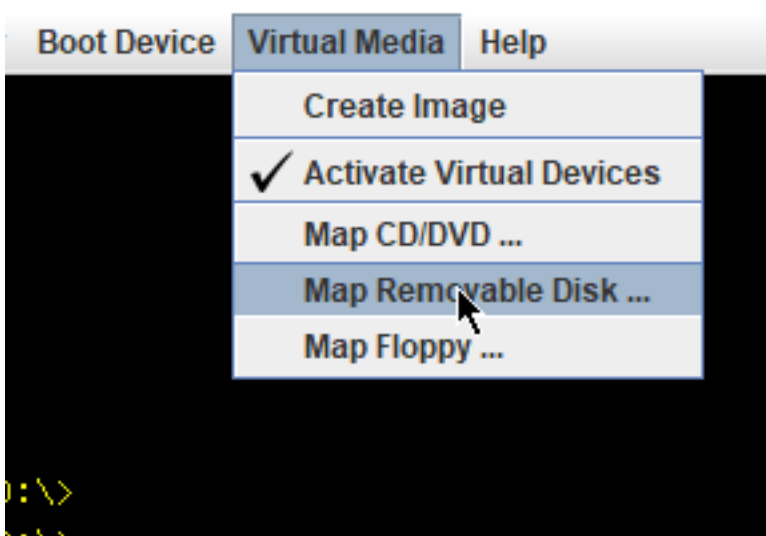 Boot Device Virtual Media Help
Create Image
Activate Virtual Devices
Map CD/DVD ...
Map Removable Disk ...
Map Floppy ...
:\>